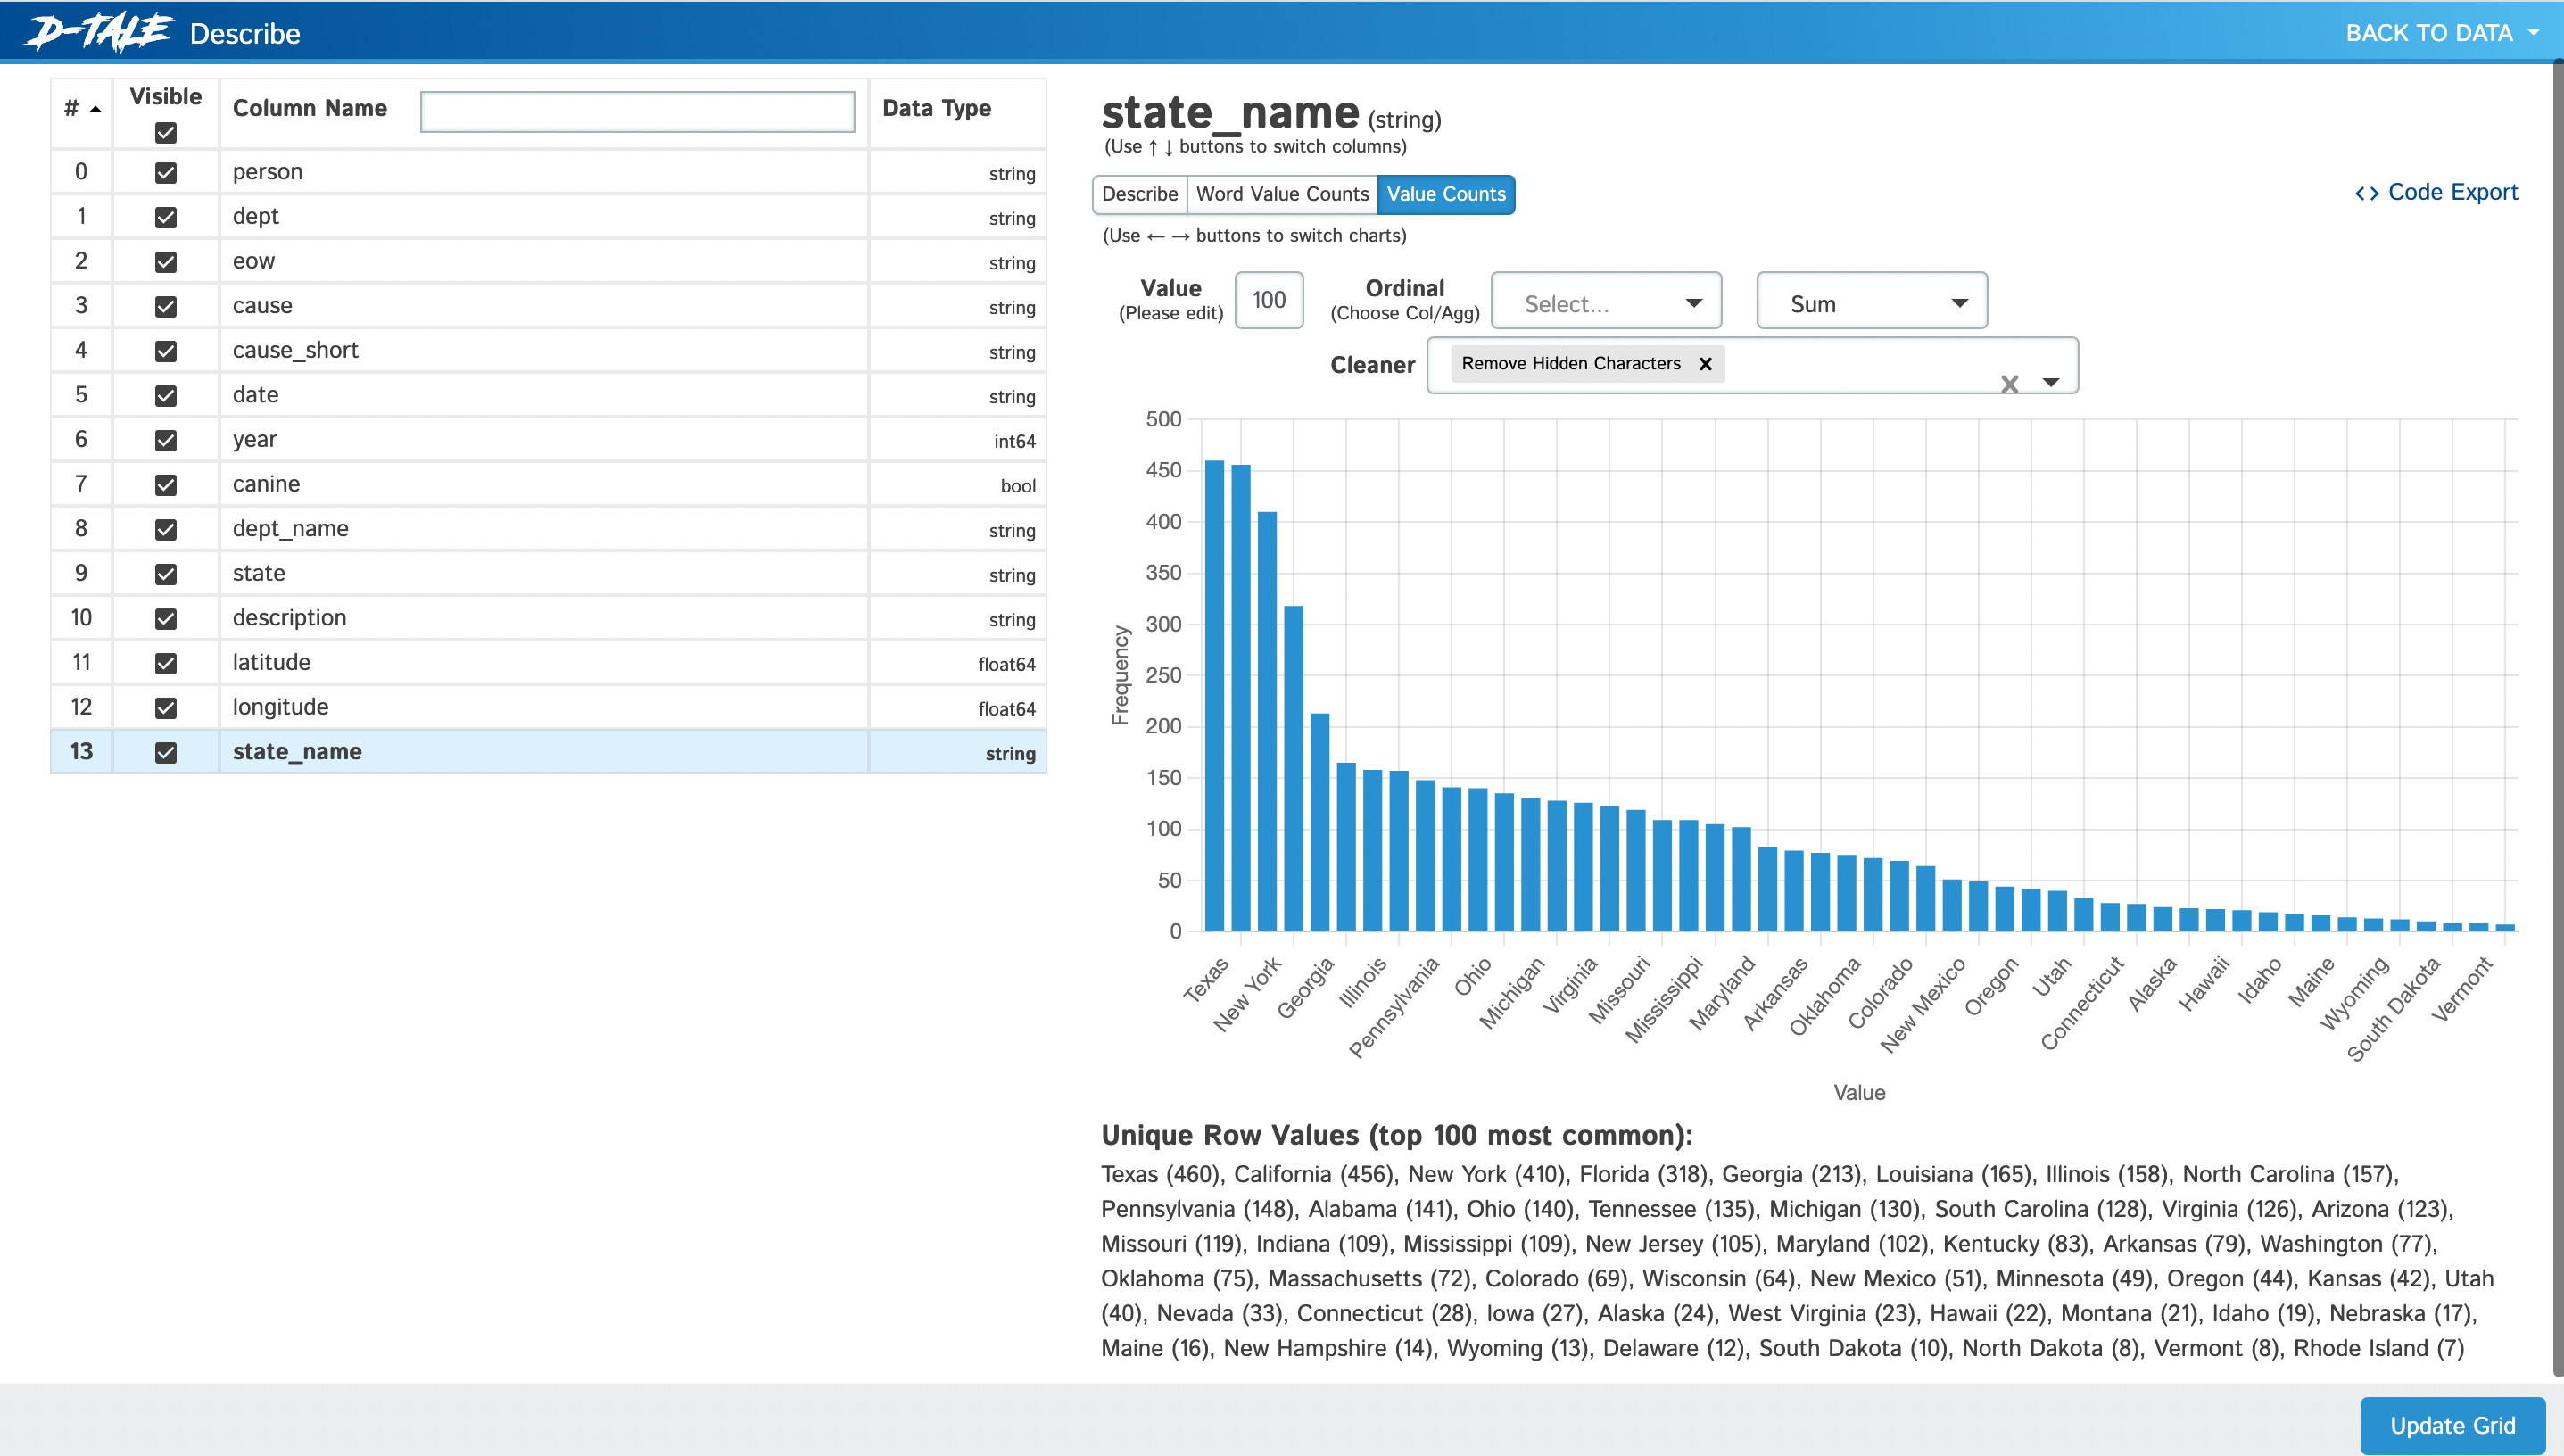 D-TALE Describe
BACK TO DATA
# Visible Column Name Data Type
0 person string
1 dept string
2 eow string
3 cause string
4 cause_short string
5 date string
6 year int64
7 canine bool
8 dept_name string
9 state string
10 description string
11 latitude float64
12 longitude float64
13 state_name string
state_name (string)
(Use ↑ ↓ buttons to switch columns)
Describe Word Value Counts Value Counts
<> Code Export
(Use ← → buttons to switch charts)
Value
(Please edit)
100
Ordinal
(Choose Col/Agg)
Select...
Sum
Cleaner
Remove Hidden Characters
500
450
400
350
300
250
200
150
100
50
0
Frequency
Texas
New York
Georgia
Illinois
Pennsylvania
Ohio
Michigan
Virginia
Missouri
Mississippi
Maryland
Arkansas
Oklahoma
Colorado
New Mexico
Oregon
Utah
Connecticut
Alaska
Hawaii
Idaho
Maine
Wyoming
South Dakota
Vermont
Value
Unique Row Values (top 100 most common):
Texas (460), California (456), New York (410), Florida (318), Georgia (213), Louisiana (165), Illinois (158), North Carolina (157),
Pennsylvania (148), Alabama (141), Ohio (140), Tennessee (135), Michigan (130), South Carolina (128), Virginia (126), Arizona (123),
Missouri (119), Indiana (109), Mississippi (109), New Jersey (105), Maryland (102), Kentucky (83), Arkansas (79), Washington (77),
Oklahoma (75), Massachusetts (72), Colorado (69), Wisconsin (64), New Mexico (51), Minnesota (49), Oregon (44), Kansas (42), Utah
(40), Nevada (33), Connecticut (28), Iowa (27), Alaska (24), West Virginia (23), Hawaii (22), Montana (21), Idaho (19), Nebraska (17),
Maine (16), New Hampshire (14), Wyoming (13), Delaware (12), South Dakota (10), North Dakota (8), Vermont (8), Rhode Island (7)
Update Grid